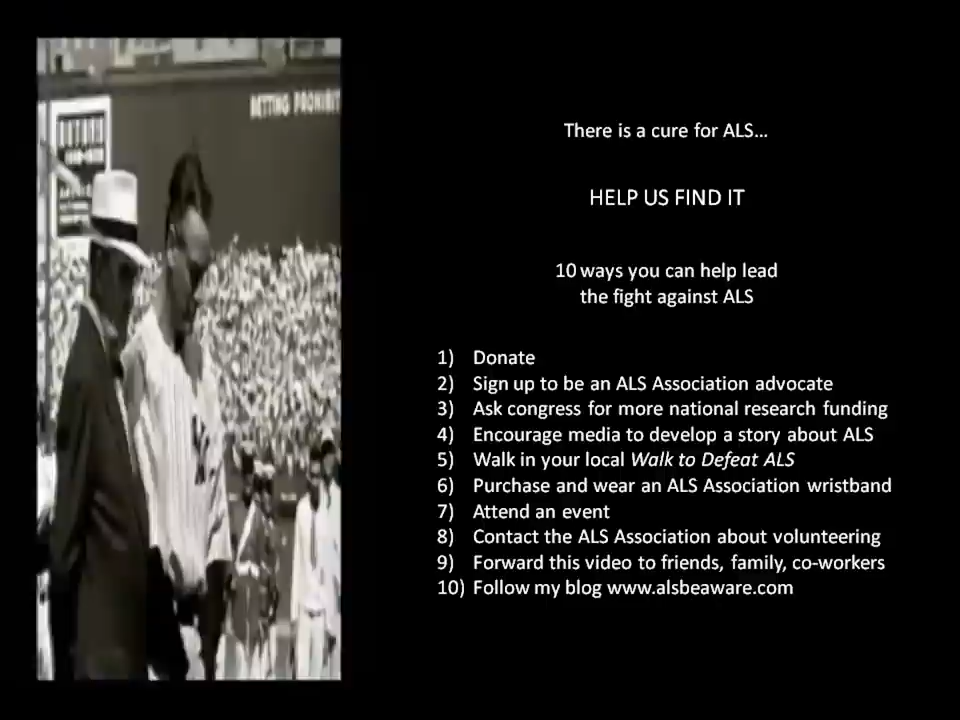 BETTING PROHIBIT
There is a cure for ALS...
HELP US FIND IT
10 ways you can help lead
the fight against ALS
1) Donate
2) Sign up to be an ALS Association advocate
3) Ask congress for more national research funding
4) Encourage media to develop a story about ALS
5) Walk in your local Walk to Defeat ALS
6) Purchase and wear an ALS Association wristband
7) Attend an event
8) Contact the ALS Association about volunteering
9) Forward this video to friends, family, co-workers
10) Follow my blog www.alsbeaware.com